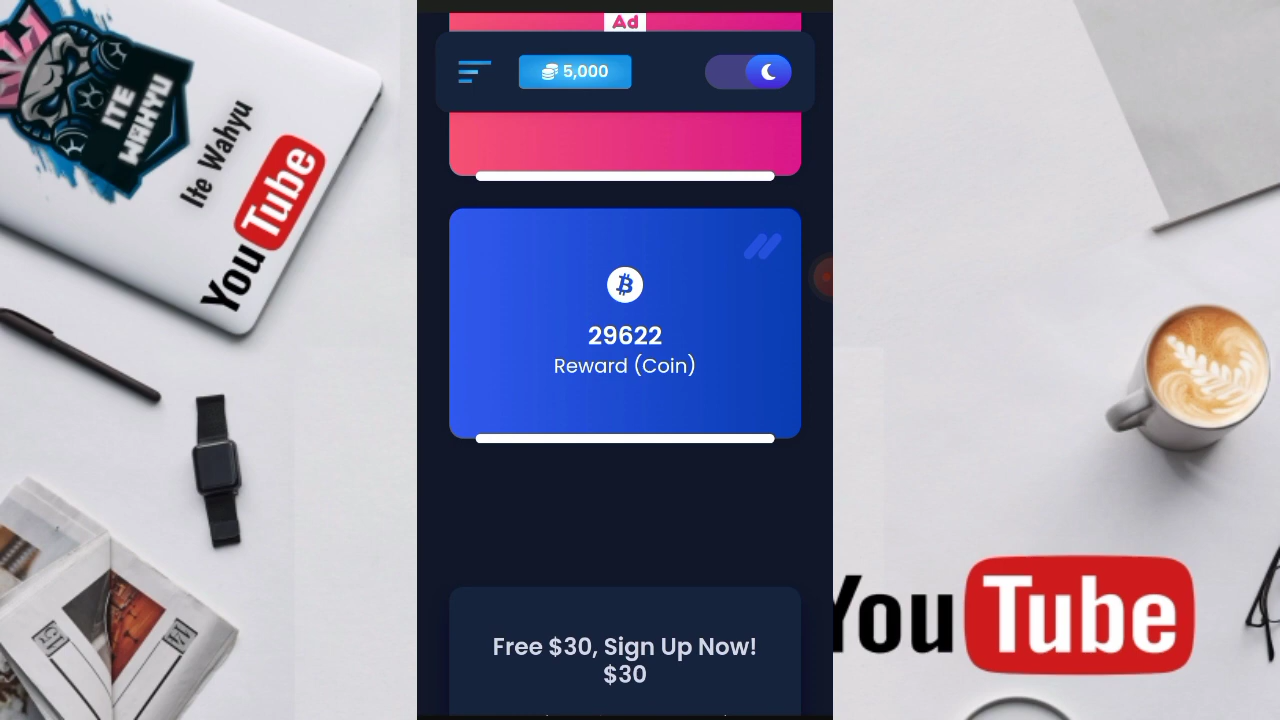 ITE
WAHYU
Ite Wahyu
YouTube
Ad
5,000
29622
Reward (Coin)
Free $30, Sign Up Now!
$30
YouTube